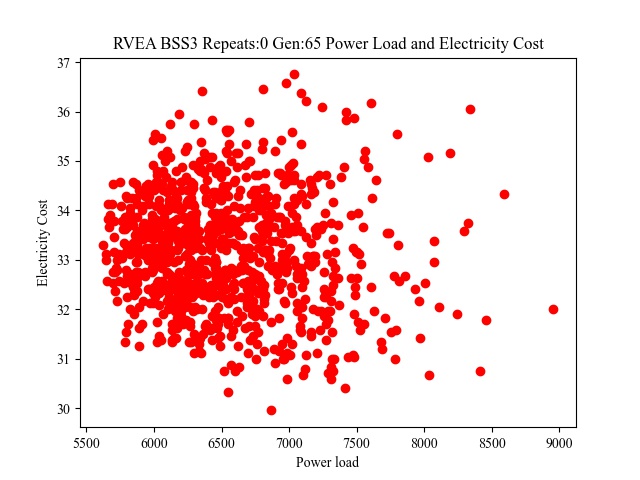 RVEA BSS3 Repeats:0 Gen:65 Power Load and Electricity Cost
37
36
35
34
33
32
31
30
Electricity Cost
5500 6000 6500 7000 7500 8000 8500 9000
Power load